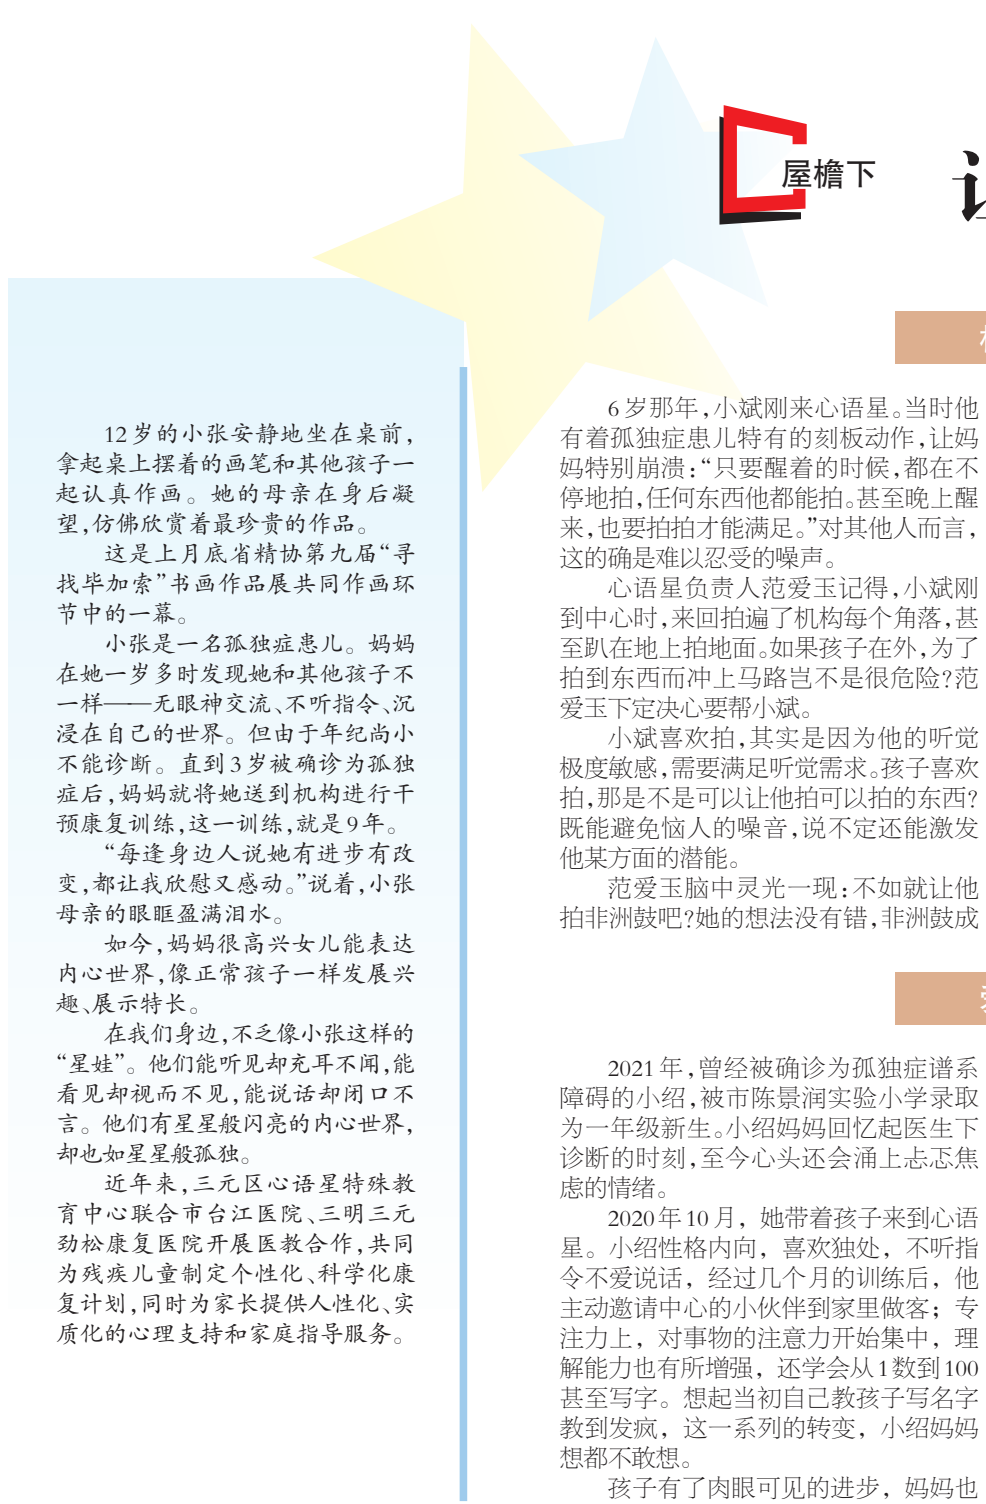 屋檐下
12岁的小张安静地坐在桌前，
拿起桌上摆着的画笔和其他孩子一
起认真作画。她的母亲在身后凝
望，仿佛欣赏着最珍贵的作品。
这是上月底省精协第九届“寻
找毕加索”书画作品展共同作画环
节中的一幕。
小张是一名孤独症患儿。妈妈
在她一岁多时发现她和其他孩子不
一样——无眼神交流、不听指令、沉
浸在自己的世界。但由于年纪尚小
不能诊断。直到3岁被确诊为孤独
症后，妈妈就将她送到机构进行干
预康复训练，这一训练，就是9年。
“每逢身边人说她有进步有改
变，都让我欣慰又感动。”说着，小张
母亲的眼眶盈满泪水。
如今，妈妈很高兴女儿能表达
内心世界，像正常孩子一样发展兴
趣、展示特长。
在我们身边，不乏像小张这样的
“星娃”。他们能听见却充耳不闻，能
看见却视而不见，能说话却闭口不
言。他们有星星般闪亮的内心世界，
却也如星星般孤独。
近年来，三元区心语星特殊教
育中心联合市台江医院、三明三元
劲松康复医院开展医教合作，共同
为残疾儿童制定个性化、科学化康
复计划，同时为家长提供人性化、实
质化的心理支持和家庭指导服务。
6岁那年，小斌刚来心语星。当时他
有着孤独症患儿特有的刻板动作，让妈
妈特别崩溃：“只要醒着的时候，都在不
停地拍，任何东西他都能拍。甚至晚上醒
来，也要拍拍才能满足。”对其他人而言，
这的确是难以忍受的噪声。
心语星负责人范爱玉记得，小斌刚
到中心时，来回拍遍了机构每个角落，甚
至趴在地上拍地面。如果孩子在外，为了
拍到东西而冲上马路岂不是很危险？范
爱玉下定决心要帮小斌。
小斌喜欢拍，其实是因为他的听觉
极度敏感，需要满足听觉需求。孩子喜欢
拍，那是不是可以让他拍可以拍的东西？
既能避免恼人的噪音，说不定还能激发
他某方面的潜能。
范爱玉脑中灵光一现：不如就让他
拍非洲鼓吧？她的想法没有错，非洲鼓成
2021年，曾经被确诊为孤独症谱系
障碍的小绍，被市陈景润实验小学录取
为一年级新生。小绍妈妈回忆起医生下
诊断的时刻，至今心头还会涌上忐忑焦
虑的情绪。
2020年10月，她带着孩子来到心语
星。小绍性格内向，喜欢独处，不听指
令不爱说话，经过几个月的训练后，他
主动邀请中心的小伙伴到家里做客；专
注力上，对事物的注意力开始集中，理
解能力也有所增强，还学会从1数到100
甚至写字。想起当初自己教孩子写名字
教到发疯，这一系列的转变，小绍妈妈
想都不敢想。
孩子有了肉眼可见的进步，妈妈也